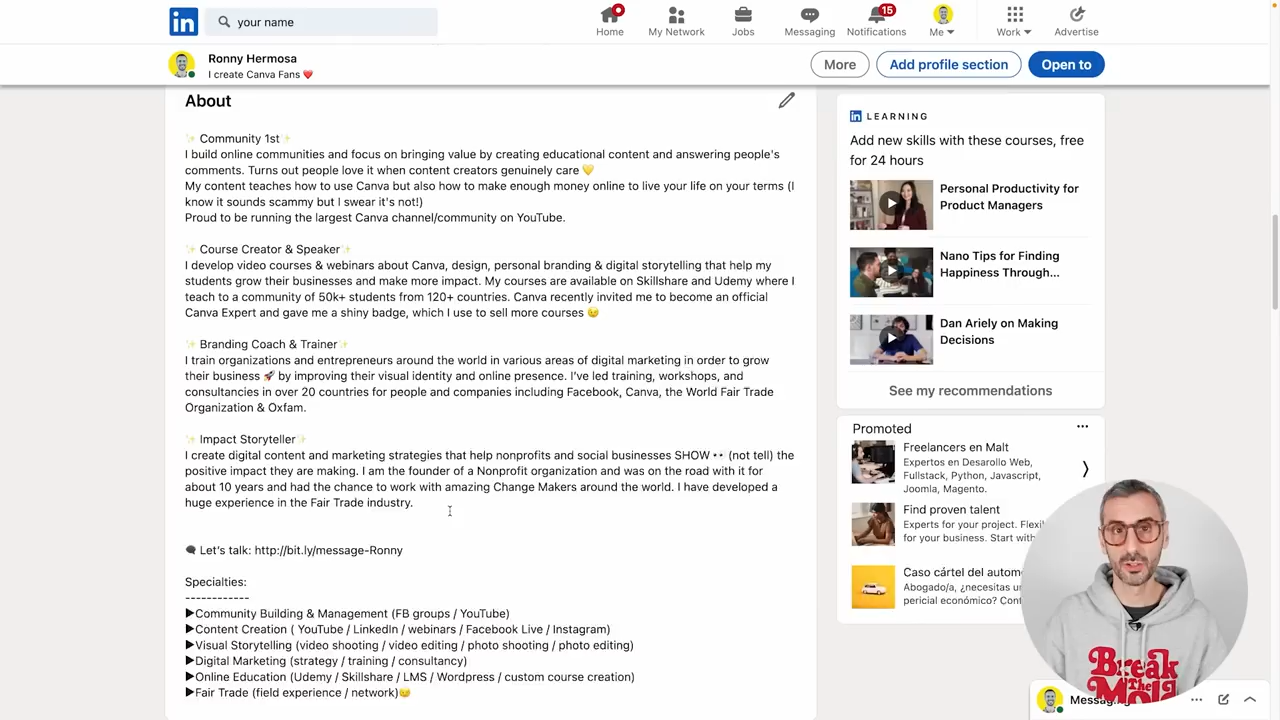 in
your name
Home
My Network
Jobs
Messaging
15
Notifications
Me
Work
Advertise
Ronny Hermosa
I create Canva Fans ❤️
More
Add profile section
Open to
About
✨ Community 1st✨
I build online communities and focus on bringing value by creating educational content and answering people's
comments. Turns out people love it when content creators genuinely care 💛
My content teaches how to use Canva but also how to make enough money online to live your life on your terms (I
know it sounds scammy but I swear it's not!)
Proud to be running the largest Canva channel/community on YouTube.
✨ Course Creator & Speaker✨
I develop video courses & webinars about Canva, design, personal branding & digital storytelling that help my
students grow their businesses and make more impact. My courses are available on Skillshare and Udemy where I
teach to a community of 50k+ students from 120+ countries. Canva recently invited me to become an official
Canva Expert and gave me a shiny badge, which I use to sell more courses 😉
✨ Branding Coach & Trainer✨
I train organizations and entrepreneurs around the world in various areas of digital marketing in order to grow
their business 🚀 by improving their visual identity and online presence. I've led training, workshops, and
consultancies in over 20 countries for people and companies including Facebook, Canva, the World Fair Trade
Organization & Oxfam.
✨ Impact Storyteller✨
I create digital content and marketing strategies that help nonprofits and social businesses SHOW 👀 (not tell) the
positive impact they are making. I am the founder of a Nonprofit organization and was on the road with it for
about 10 years and had the chance to work with amazing Change Makers around the world. I have developed a
huge experience in the Fair Trade industry.
🗨 Let's talk: http://bit.ly/message-Ronny
Specialties:
------------
▶Community Building & Management (FB groups / YouTube)
▶Content Creation ( YouTube / LinkedIn / webinars / Facebook Live / Instagram)
▶Visual Storytelling (video shooting / video editing / photo shooting / photo editing)
▶Digital Marketing (strategy / training / consultancy)
▶Online Education (Udemy / Skillshare / LMS / Wordpress / custom course creation)
▶Fair Trade (field experience / network)😉
in LEARNING
Add new skills with these courses, free
for 24 hours
Personal Productivity for
Product Managers
Nano Tips for Finding
Happiness Through...
Dan Ariely on Making
Decisions
See my recommendations
Promoted
Freelancers en Malt
Expertos en Desarollo Web,
Fullstack, Python, Javascript,
Joomla, Magento.
Find proven talent
Experts for your project.
for your business. Start
Caso cártel del
Abogado/a, ¿necesitas
pericial económico?
Break
The
Mold